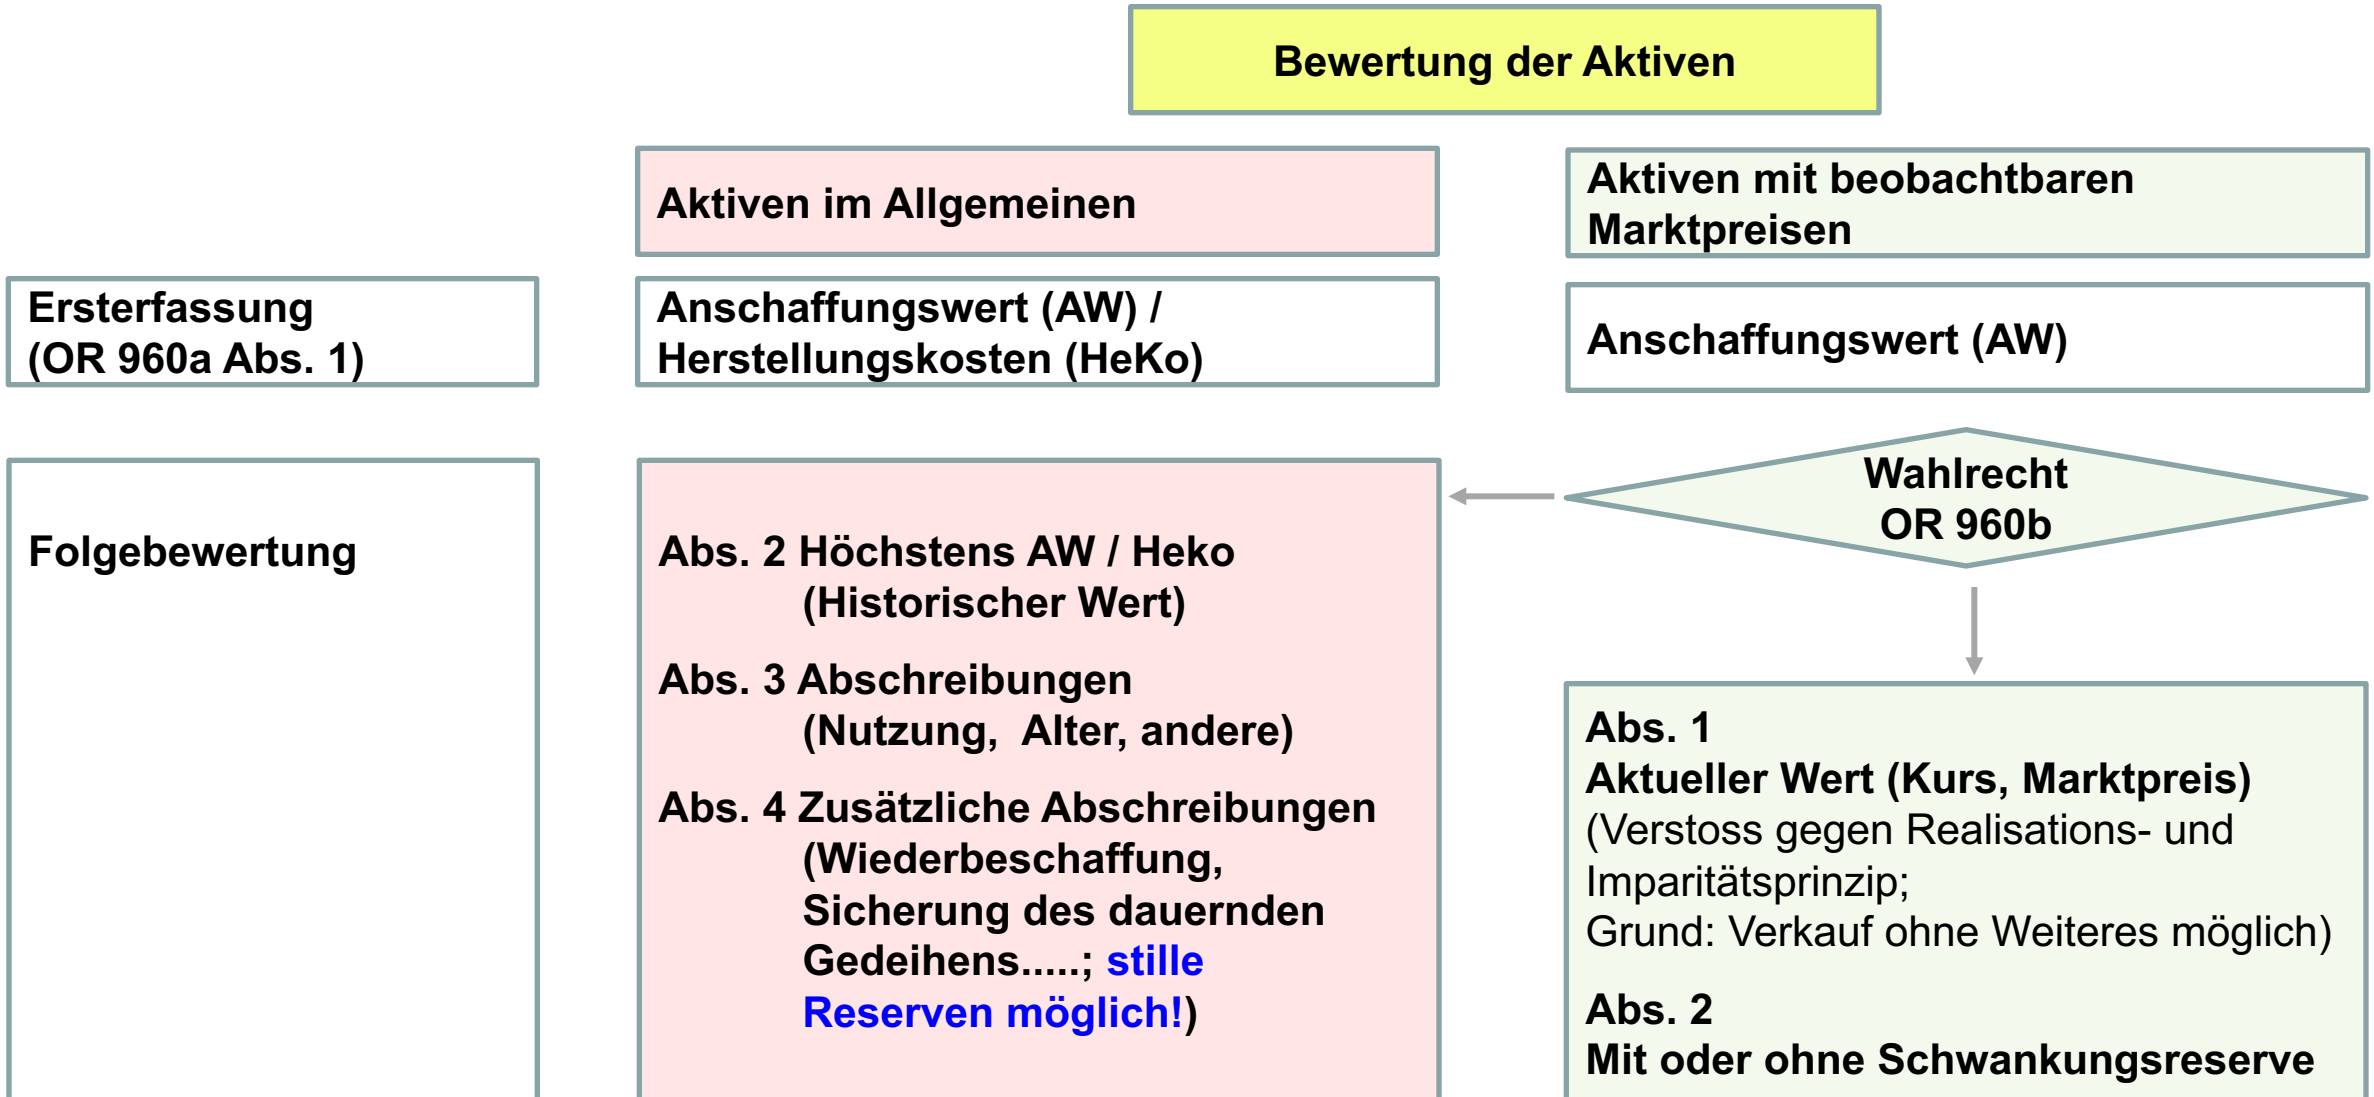 Bewertung der Aktiven
Aktiven im Allgemeinen
Aktiven mit beobachtbaren
Marktpreisen
Ersterfassung
(OR 960a Abs. 1)
Anschaffungswert (AW) /
Herstellungskosten (HeKo)
Anschaffungswert (AW)
Folgebewertung
Abs. 2 Höchstens AW / Heko
(Historischer Wert)
Abs. 3 Abschreibungen
(Nutzung, Alter, andere)
Abs. 4 Zusätzliche Abschreibungen
(Wiederbeschaffung,
Sicherung des dauernden
Gedeihens.....; stille
Reserven möglich!)
Wahlrecht
OR 960b
Abs. 1
Aktueller Wert (Kurs, Marktpreis)
(Verstoss gegen Realisations- und
Imparitätsprinzip;
Grund: Verkauf ohne Weiteres möglich)
Abs. 2
Mit oder ohne Schwankungsreserve